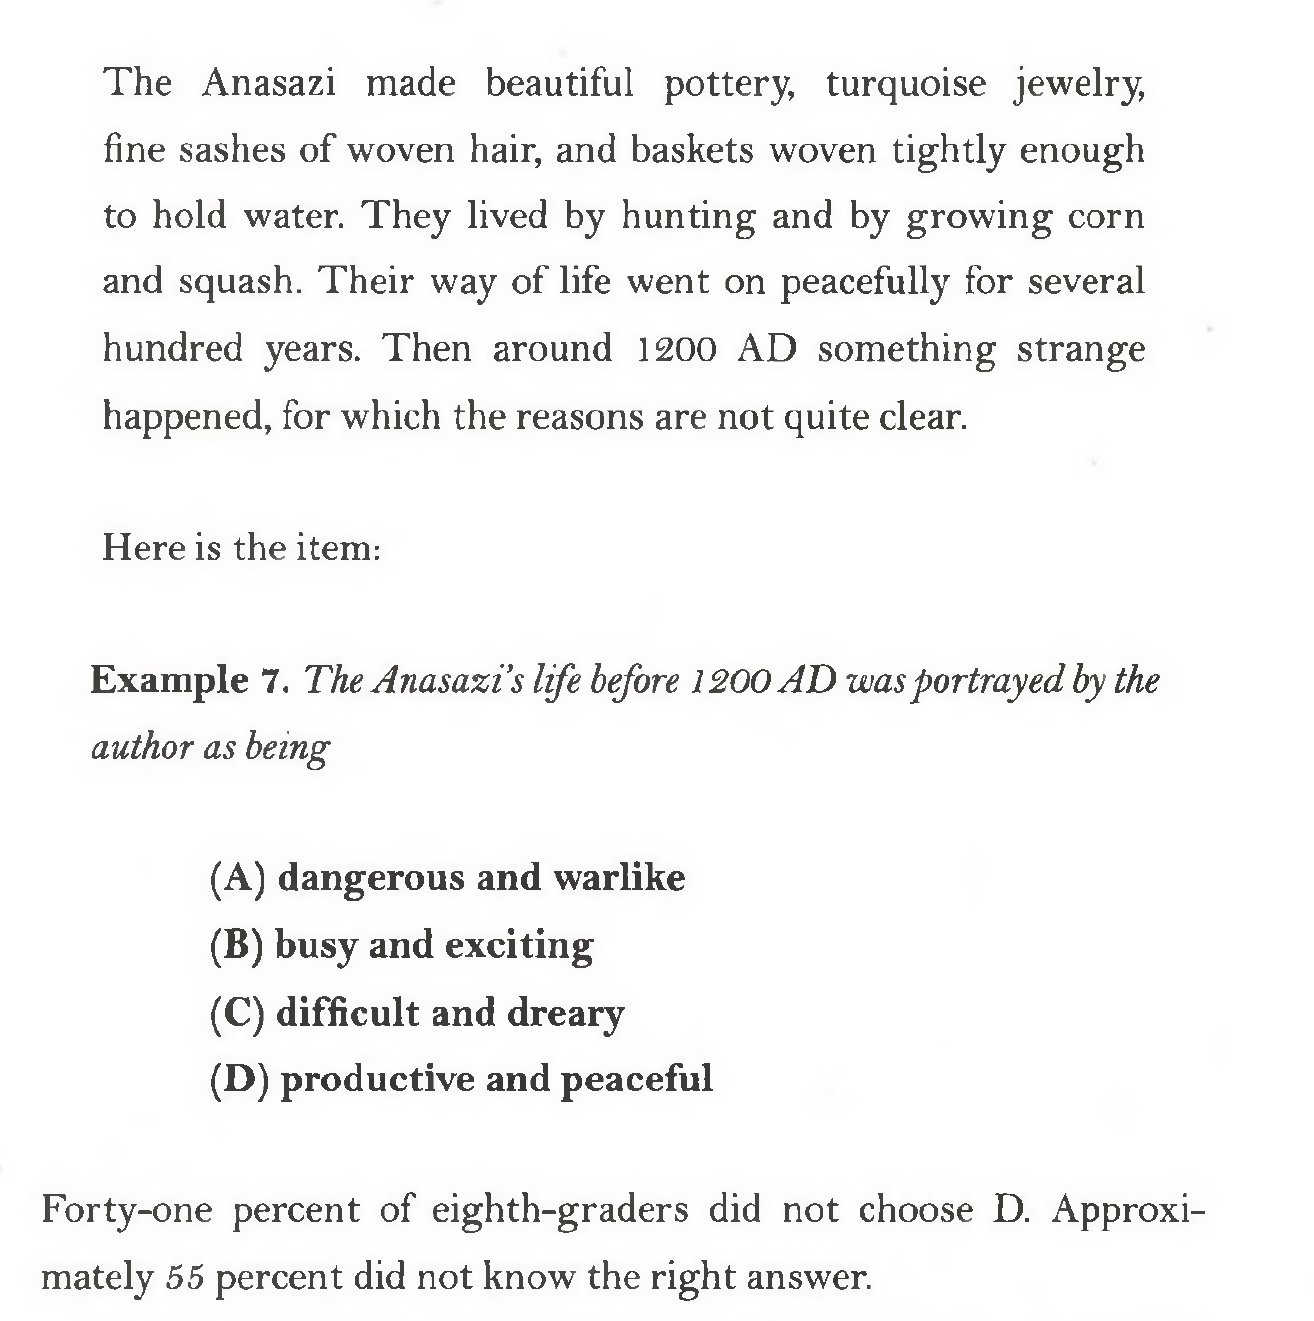 The Anasazi made beautiful pottery, turquoise jewelry,
fine sashes of woven hair, and baskets woven tightly enough
to hold water. They lived by hunting and by growing corn
and squash. Their way of life went on peacefully for several
hundred years. Then around 1200 AD something strange
happened, for which the reasons are not quite clear.
Here is the item:
Example 7. The Anasazi's life before 1200 AD was portrayed by the
author as being
(A) dangerous and warlike
(B) busy and exciting
(C) difficult and dreary
(D) productive and peaceful
Forty-one percent of eighth-graders did not choose D. Approxi-
mately 55 percent did not know the right answer.